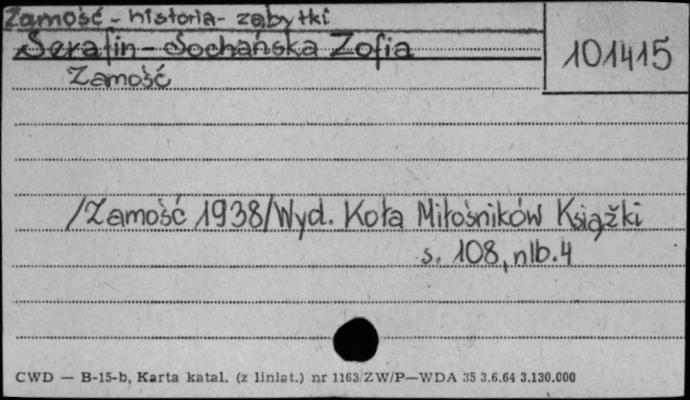 Zamość - historia - zabytki
Serafin - Sochańska Zofia
101415
Zamość
/Zamość 1938/Wyd. Koła Miłośników Książki
s. 108, nlb. 4
CWD — B-15-b, Karta katal. (z liniat.) nr 1163/ZW/P—WDA 35 3.6.64 3.130.000